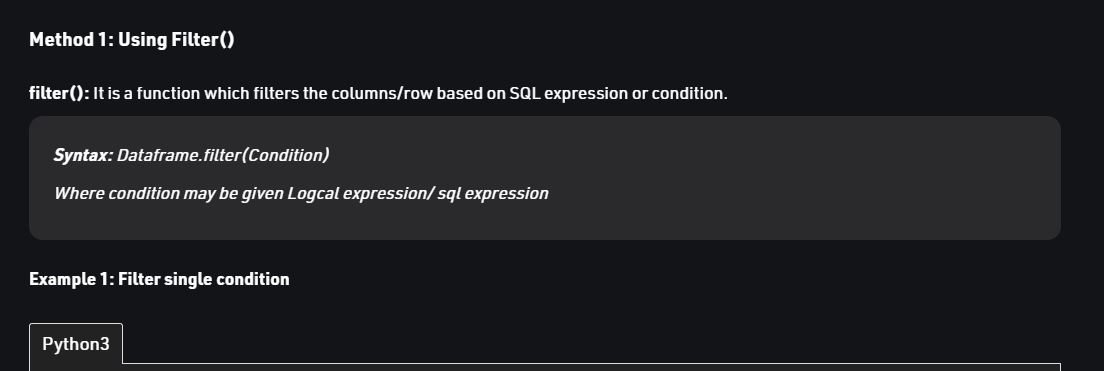 Method 1: Using Filter()
filter(): It is a function which filters the columns/row based on SQL expression or condition.
Syntax: Dataframe.filter(Condition)
Where condition may be given Logcal expression/ sql expression
Example 1: Filter single condition
Python3